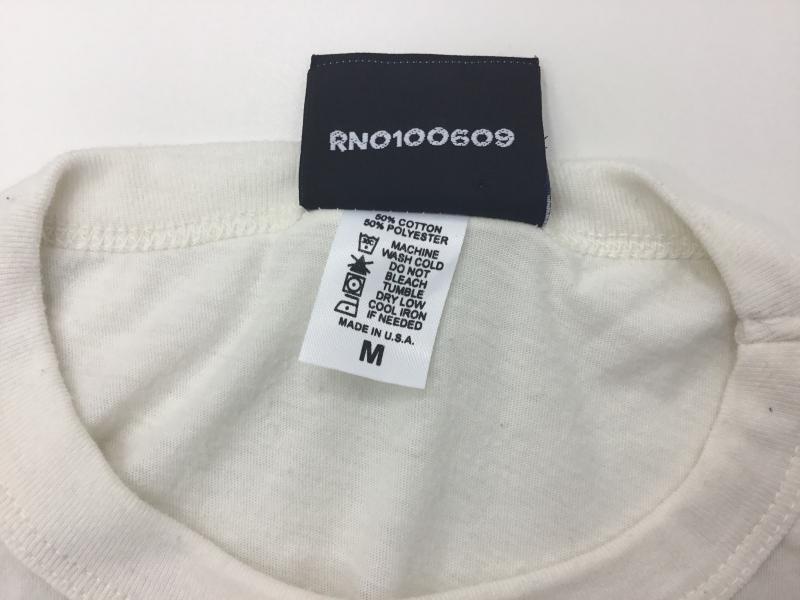 RNO100609
50% COTTON
50% POLYESTER
MACHINE
WASH COLD
DO NOT
BLEACH
TUMBLE
DRY LOW
COOL IRON
IF NEEDED
MADE IN U.S.A.
M